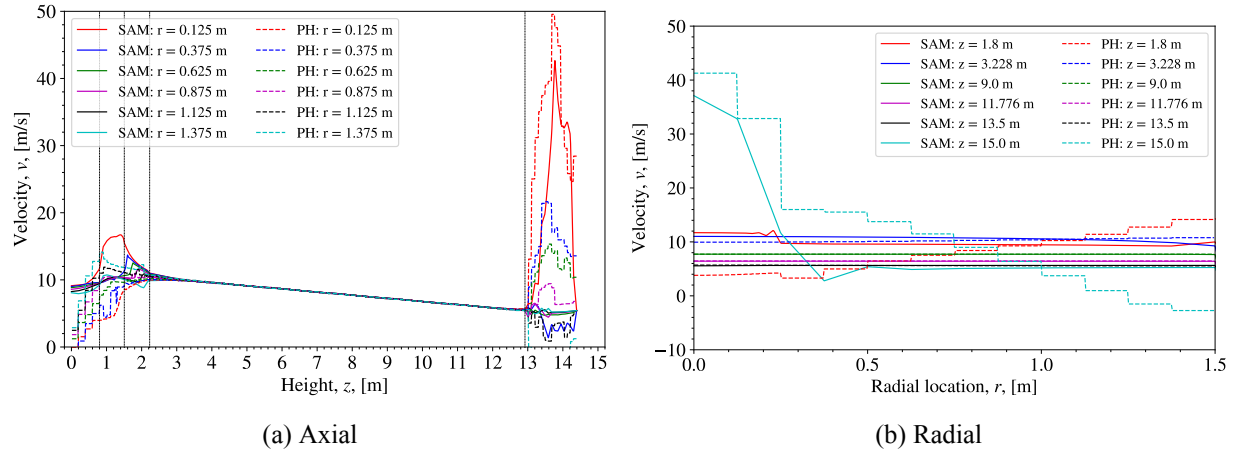 SAM: r = 0.125 m
SAM: r = 0.375 m
SAM: r = 0.625 m
SAM: r = 0.875 m
SAM: r = 1.125 m
SAM: r = 1.375 m
PH: r = 0.125 m
PH: r = 0.375 m
PH: r = 0.625 m
PH: r = 0.875 m
PH: r = 1.125 m
PH: r = 1.375 m
50
40
30
20
10
0
Velocity, v, [m/s]
0 1 2 3 4 5 6 7 8 9 10 11 12 13 14 15
Height, z, [m]
(a) Axial
SAM: z = 1.8 m
SAM: z = 3.228 m
SAM: z = 9.0 m
SAM: z = 11.776 m
SAM: z = 13.5 m
SAM: z = 15.0 m
PH: z = 1.8 m
PH: z = 3.228 m
PH: z = 9.0 m
PH: z = 11.776 m
PH: z = 13.5 m
PH: z = 15.0 m
50
40
30
20
10
0
−10
Velocity, v, [m/s]
0.0 0.5 1.0 1.5
Radial location, r, [m]
(b) Radial